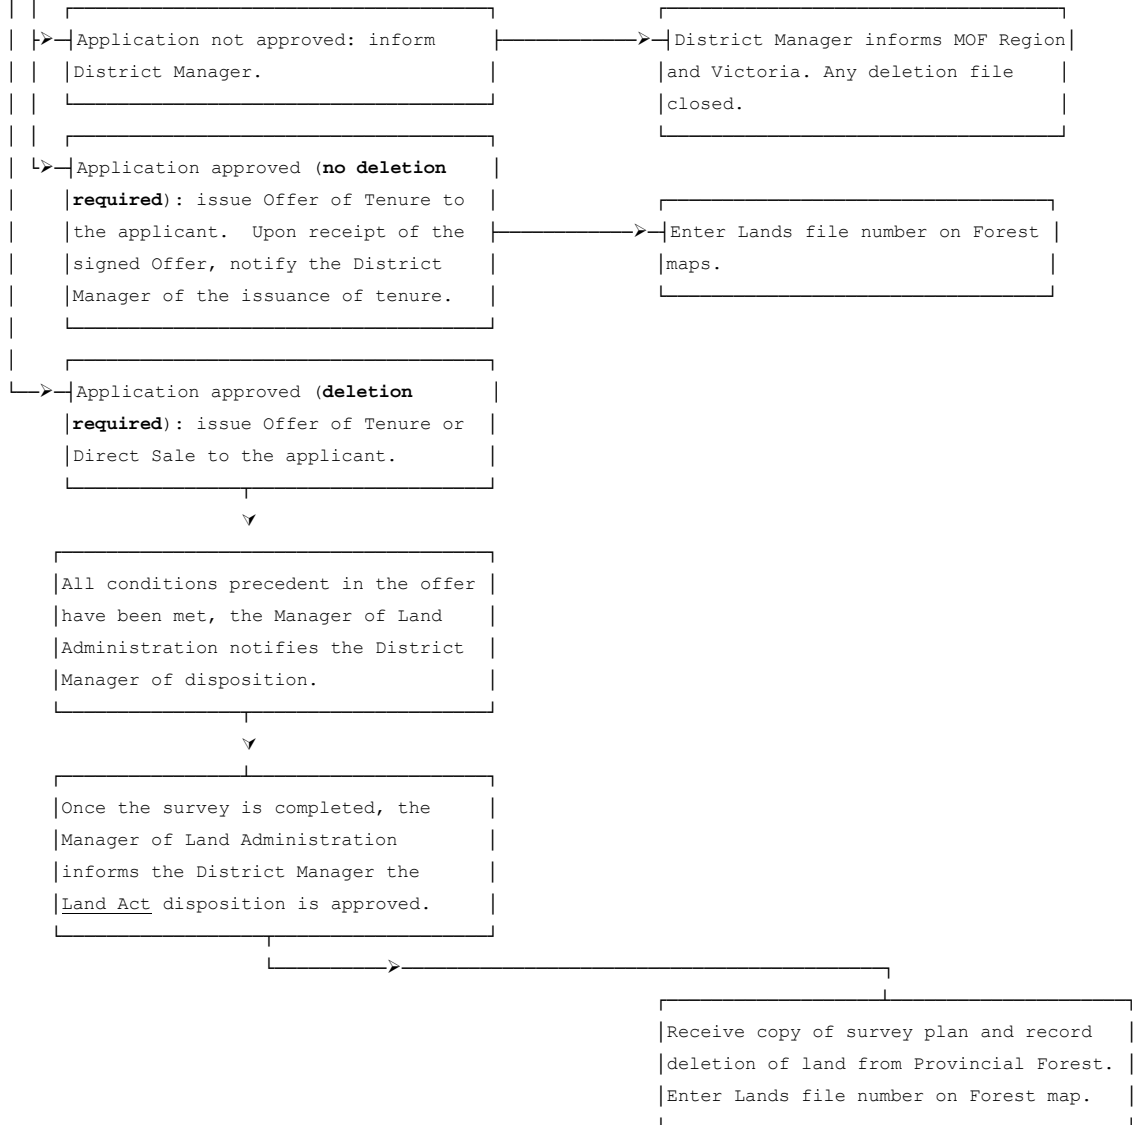 Application not approved: inform
District Manager.
District Manager informs MOF Region
and Victoria. Any deletion file
closed.
Application approved (no deletion
required): issue Offer of Tenure to
the applicant.  Upon receipt of the
signed Offer, notify the District
Manager of the issuance of tenure.
Enter Lands file number on Forest
maps.
Application approved (deletion
required): issue Offer of Tenure or
Direct Sale to the applicant.
All conditions precedent in the offer
have been met, the Manager of Land
Administration notifies the District
Manager of disposition.
Once the survey is completed, the
Manager of Land Administration
informs the District Manager the
Land Act disposition is approved.
Receive copy of survey plan and record
deletion of land from Provincial Forest.
Enter Lands file number on Forest map.